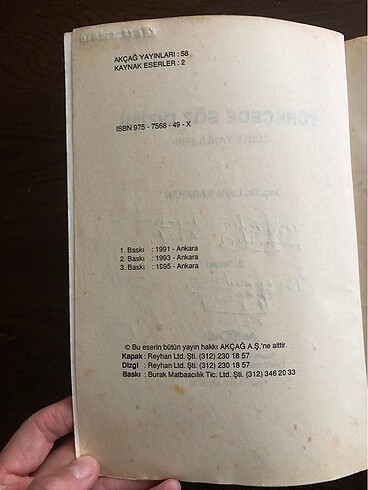 AKÇAĞ YAYINLARI : 58
KAYNAK ESERLER : 2
ISBN 975 - 7568 - 49 - X
1. Baskı : 1991 - Ankara
2. Baskı : 1993 - Ankara
3. Baskı : 1995 - Ankara
© Bu eserin bütün yayın hakkı AKÇAĞ A.Ş.'ne aittir.
Kapak : Reyhan Ltd. Şti. (312) 230 18 57
Dizgi : Reyhan Ltd. Şti. (312) 230 18 57
Baskı : Burak Matbaacılık Tic. Ltd. Şti. (312) 346 20 33